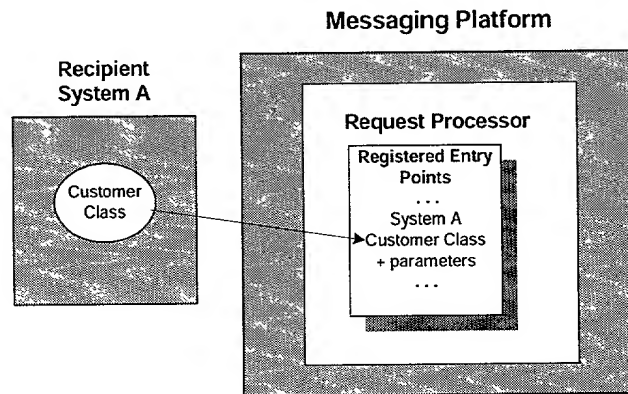 Messaging Platform
Recipient
System A
Customer
Class
Request Processor
Registered Entry
Points
. . .
System A
Customer Class
+ parameters
. . .